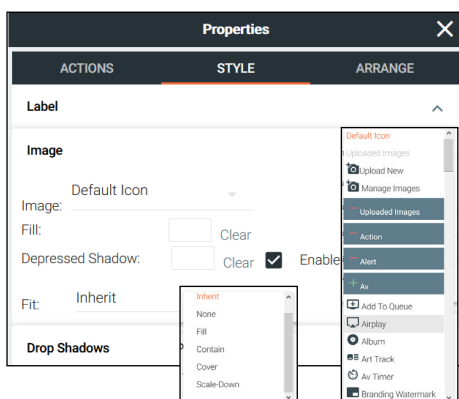 Properties
ACTIONS STYLE ARRANGE
Label
Image
Image: Default Icon
Fill: Clear
Depressed Shadow: Clear Enable
Fit: Inherit
Drop Shadows
Inherit
None
Fill
Contain
Cover
Scale-Down
Default Icon
Uploaded Images
Upload New
Manage Images
Uploaded Images
Action
Alert
Av
Add To Queue
Airplay
Album
Art Track
Av Timer
Branding Watermark